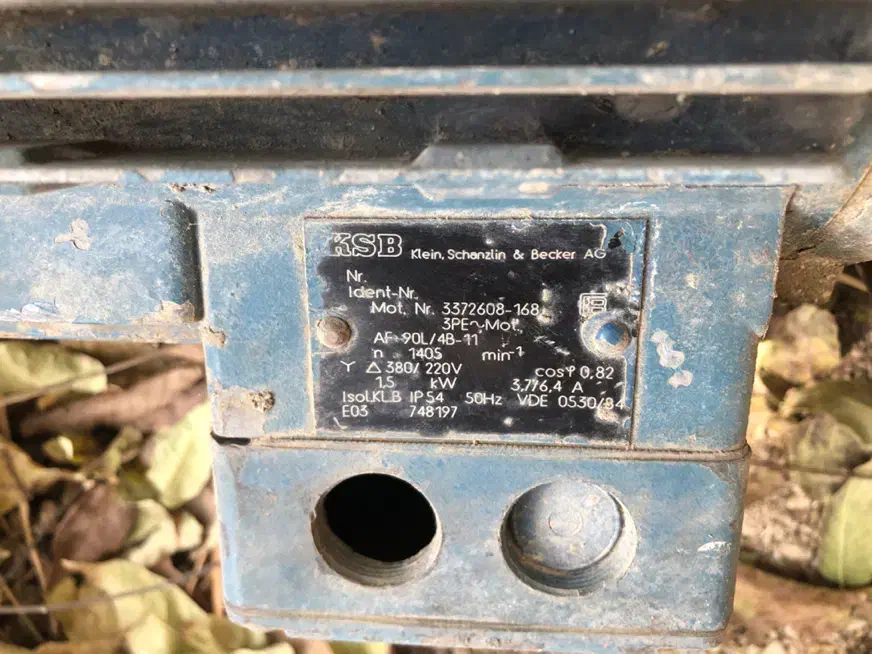 KSB Klein, Schanzlin & Becker AG
Nr.
Ident-Nr.
Mot. Nr. 3372608-168
3PE~Mot.
AF 90L/4B-11
n 1405 min⁻¹
Y △ 380/ 220V cosφ 0,82
1,5 kW 3,7/6,4 A
Isol.KL.B IP54 50Hz VDE 0530/84
E03 748197